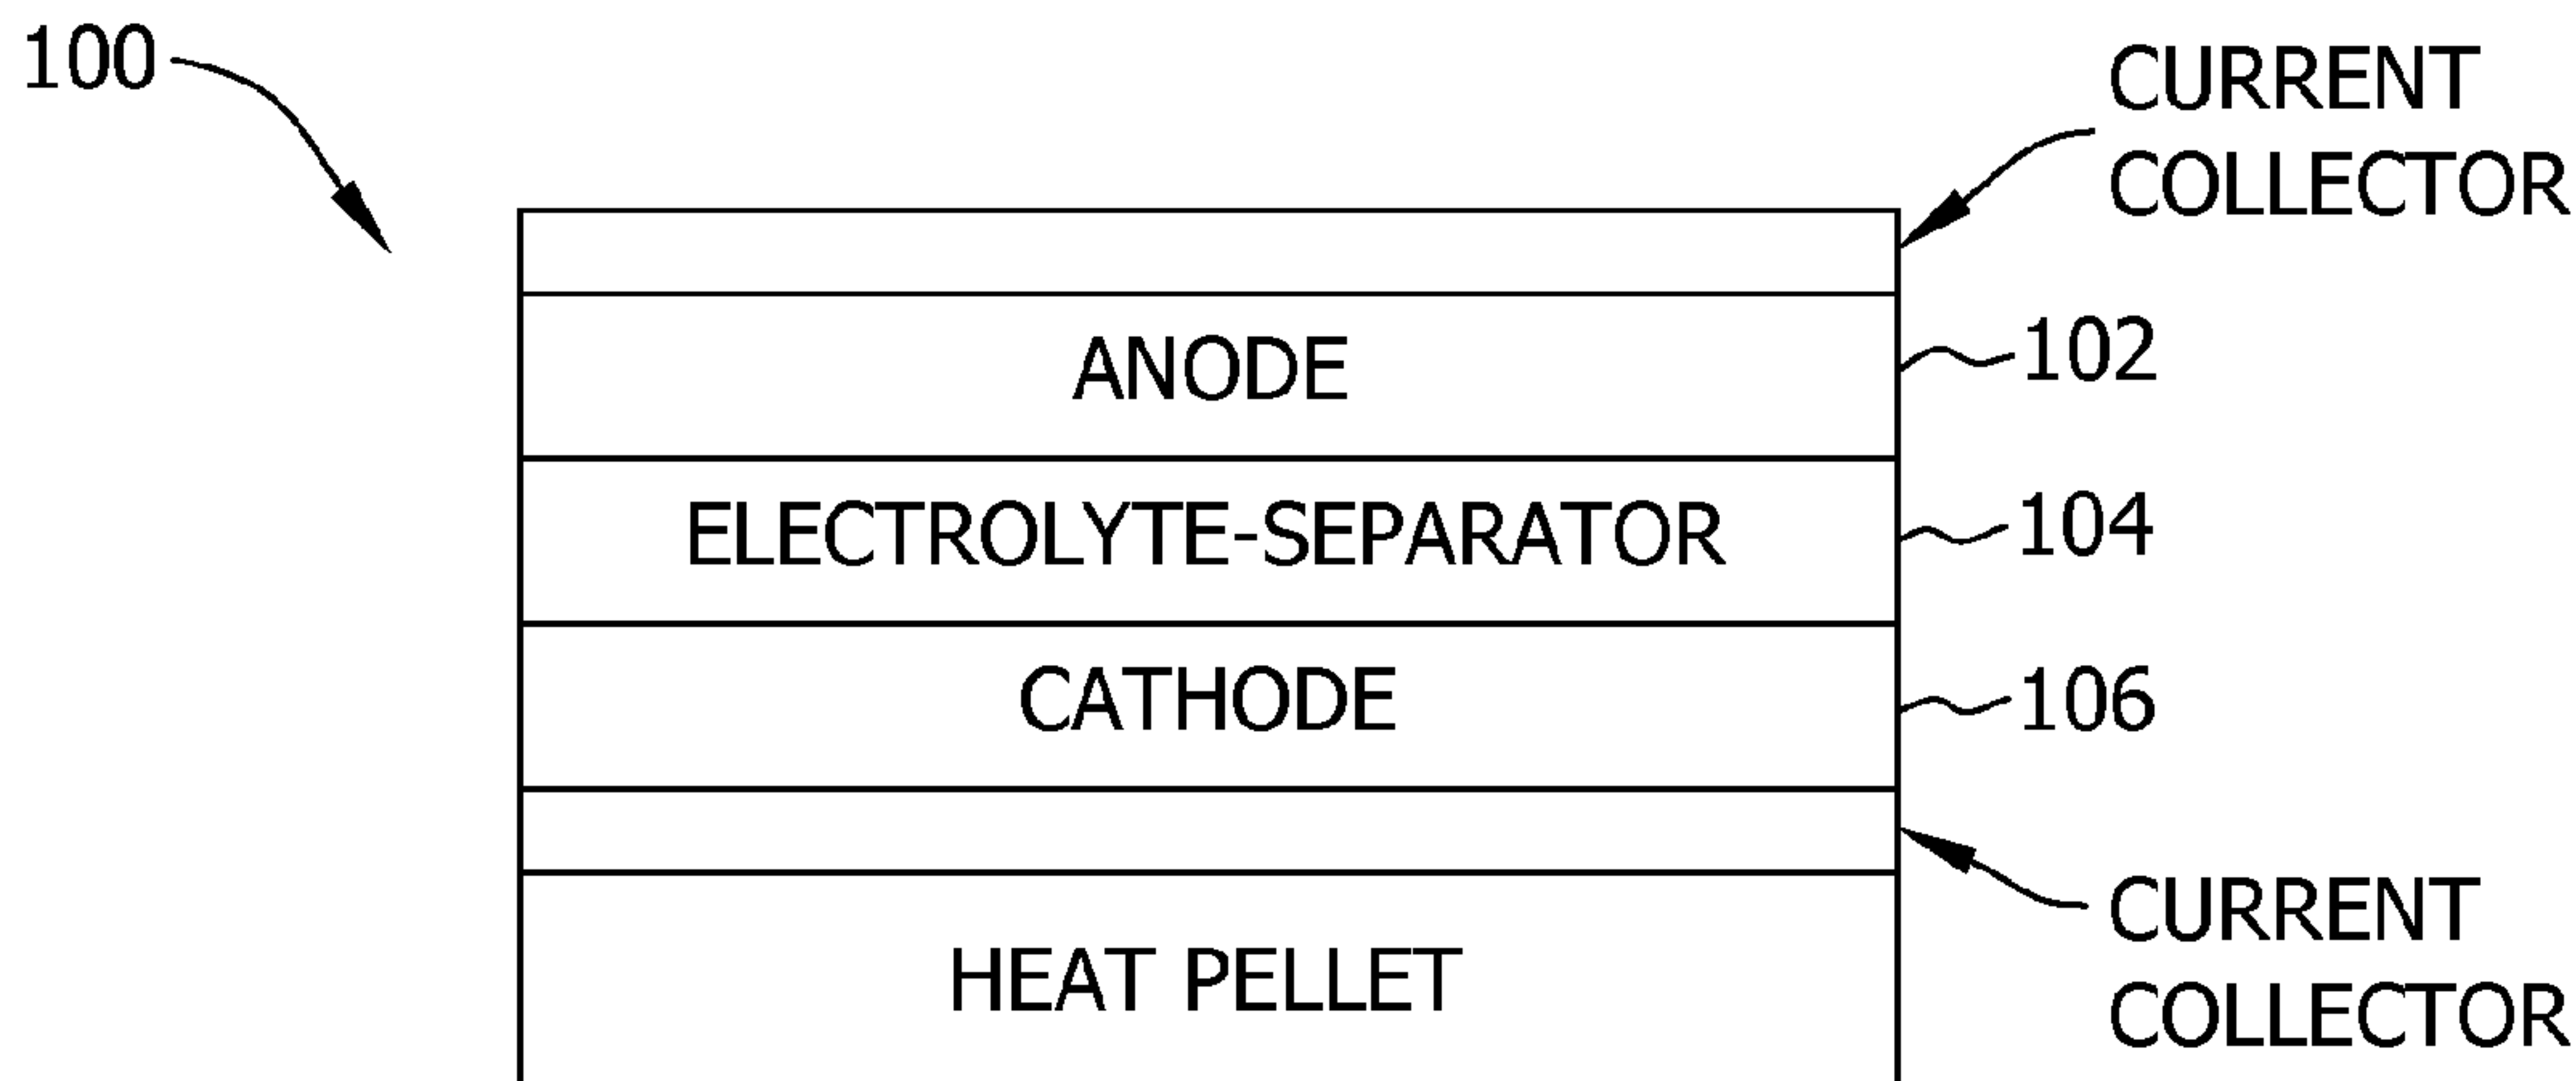 100
CURRENT
COLLECTOR
ANODE
102
ELECTROLYTE-SEPARATOR
104
CATHODE
106
CURRENT
COLLECTOR
HEAT PELLET